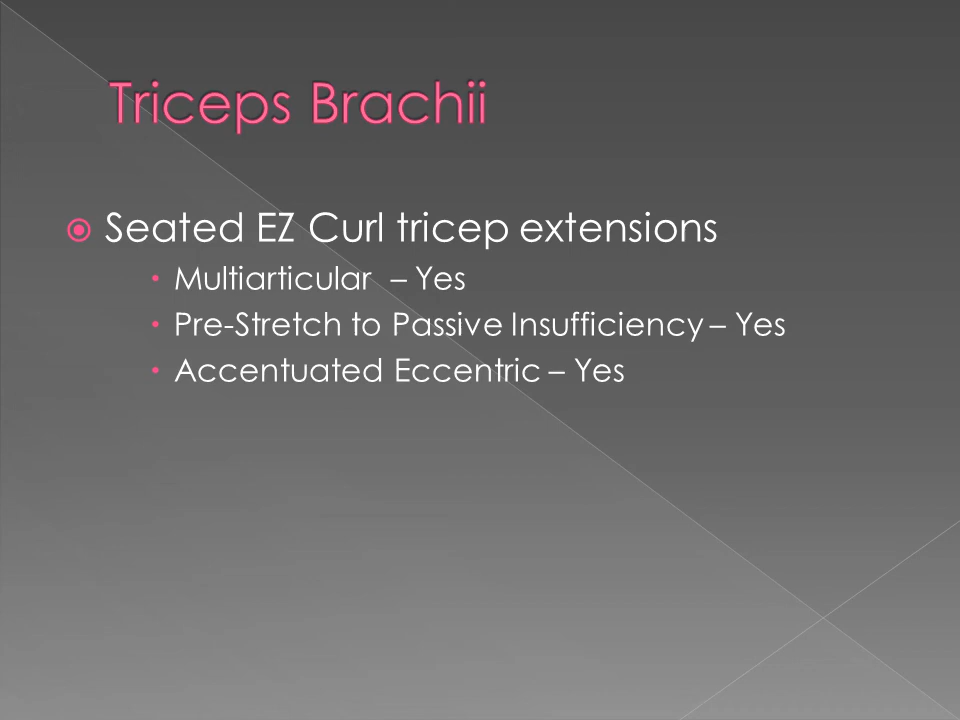 Triceps Brachii
Seated EZ Curl tricep extensions
Multiarticular – Yes
Pre-Stretch to Passive Insufficiency – Yes
Accentuated Eccentric – Yes